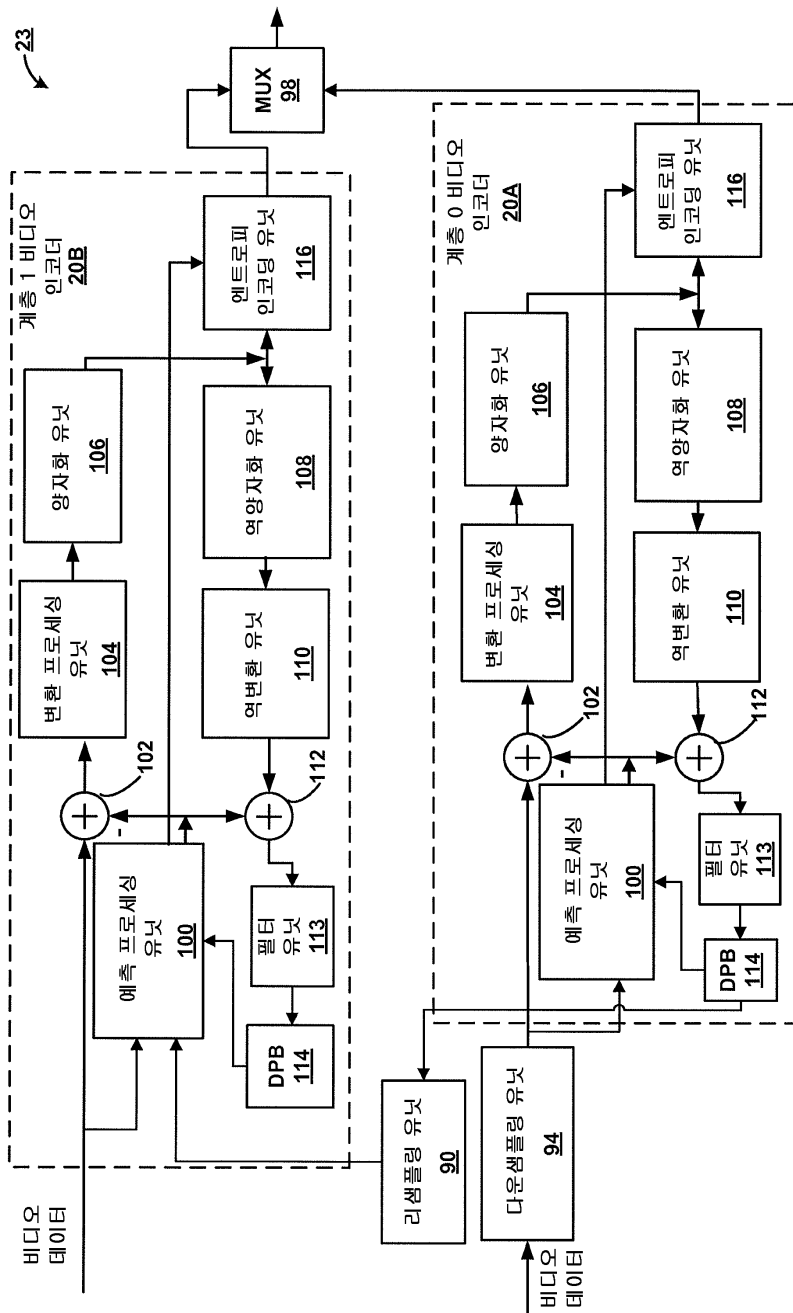 23
비디오
데이터
계층 1 비디오
인코더
20B
예측 프로세싱
유닛
100
102
변환 프로세싱
유닛
104
양자화 유닛
106
엔트로피
인코딩 유닛
116
역양자화 유닛
108
역변환 유닛
110
112
필터
유닛
113
DPB
114
MUX
98
리샘플링 유닛
90
비디오
데이터
다운샘플링 유닛
94
계층 0 비디오
인코더
20A
예측 프로세싱
유닛
100
102
변환 프로세싱
유닛
104
양자화 유닛
106
엔트로피
인코딩 유닛
116
역양자화 유닛
108
역변환 유닛
110
112
필터
유닛
113
DPB
114